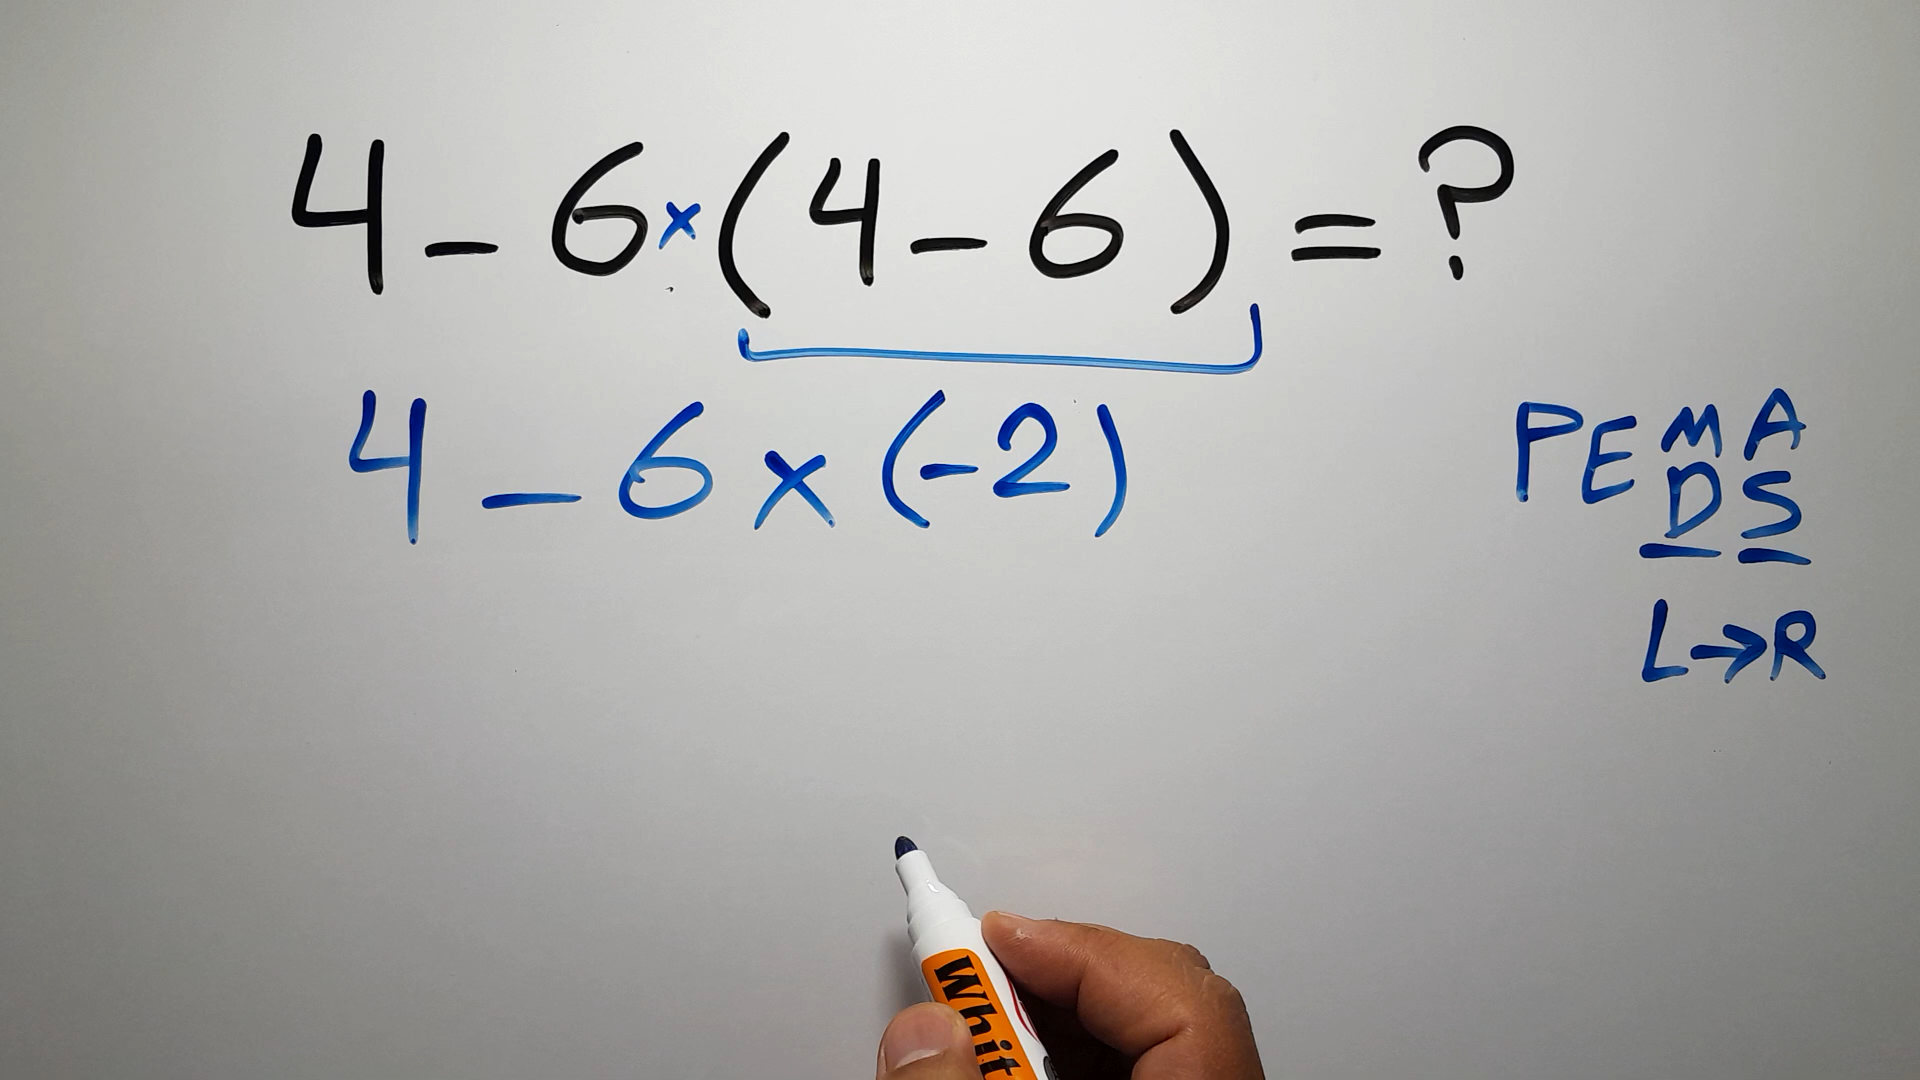 4 - 6 × (4 - 6) = ?
4 - 6 × (-2)
PEMA
DS
L→R
Whit